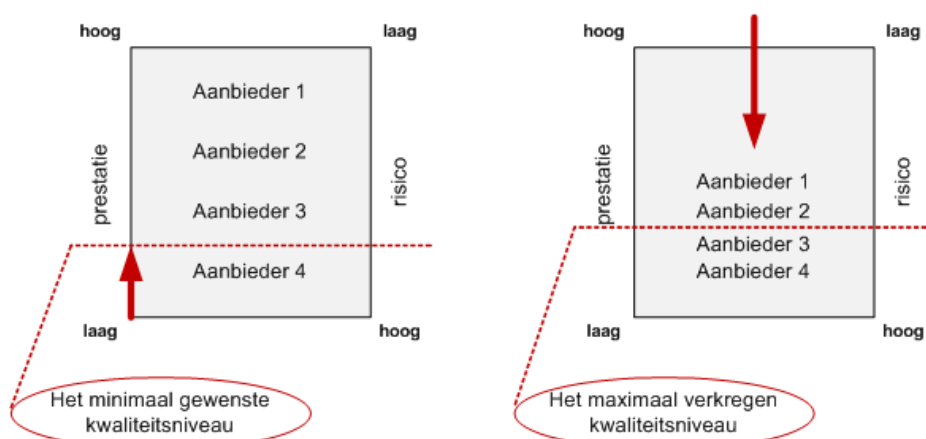 hoog
laag
Aanbieder 1
Aanbieder 2
Aanbieder 3
Aanbieder 4
prestatie
risico
laag
hoog
Het minimaal gewenste
kwaliteitsniveau
hoog
laag
Aanbieder 1
Aanbieder 2
Aanbieder 3
Aanbieder 4
prestatie
risico
laag
hoog
Het maximaal verkregen
kwaliteitsniveau